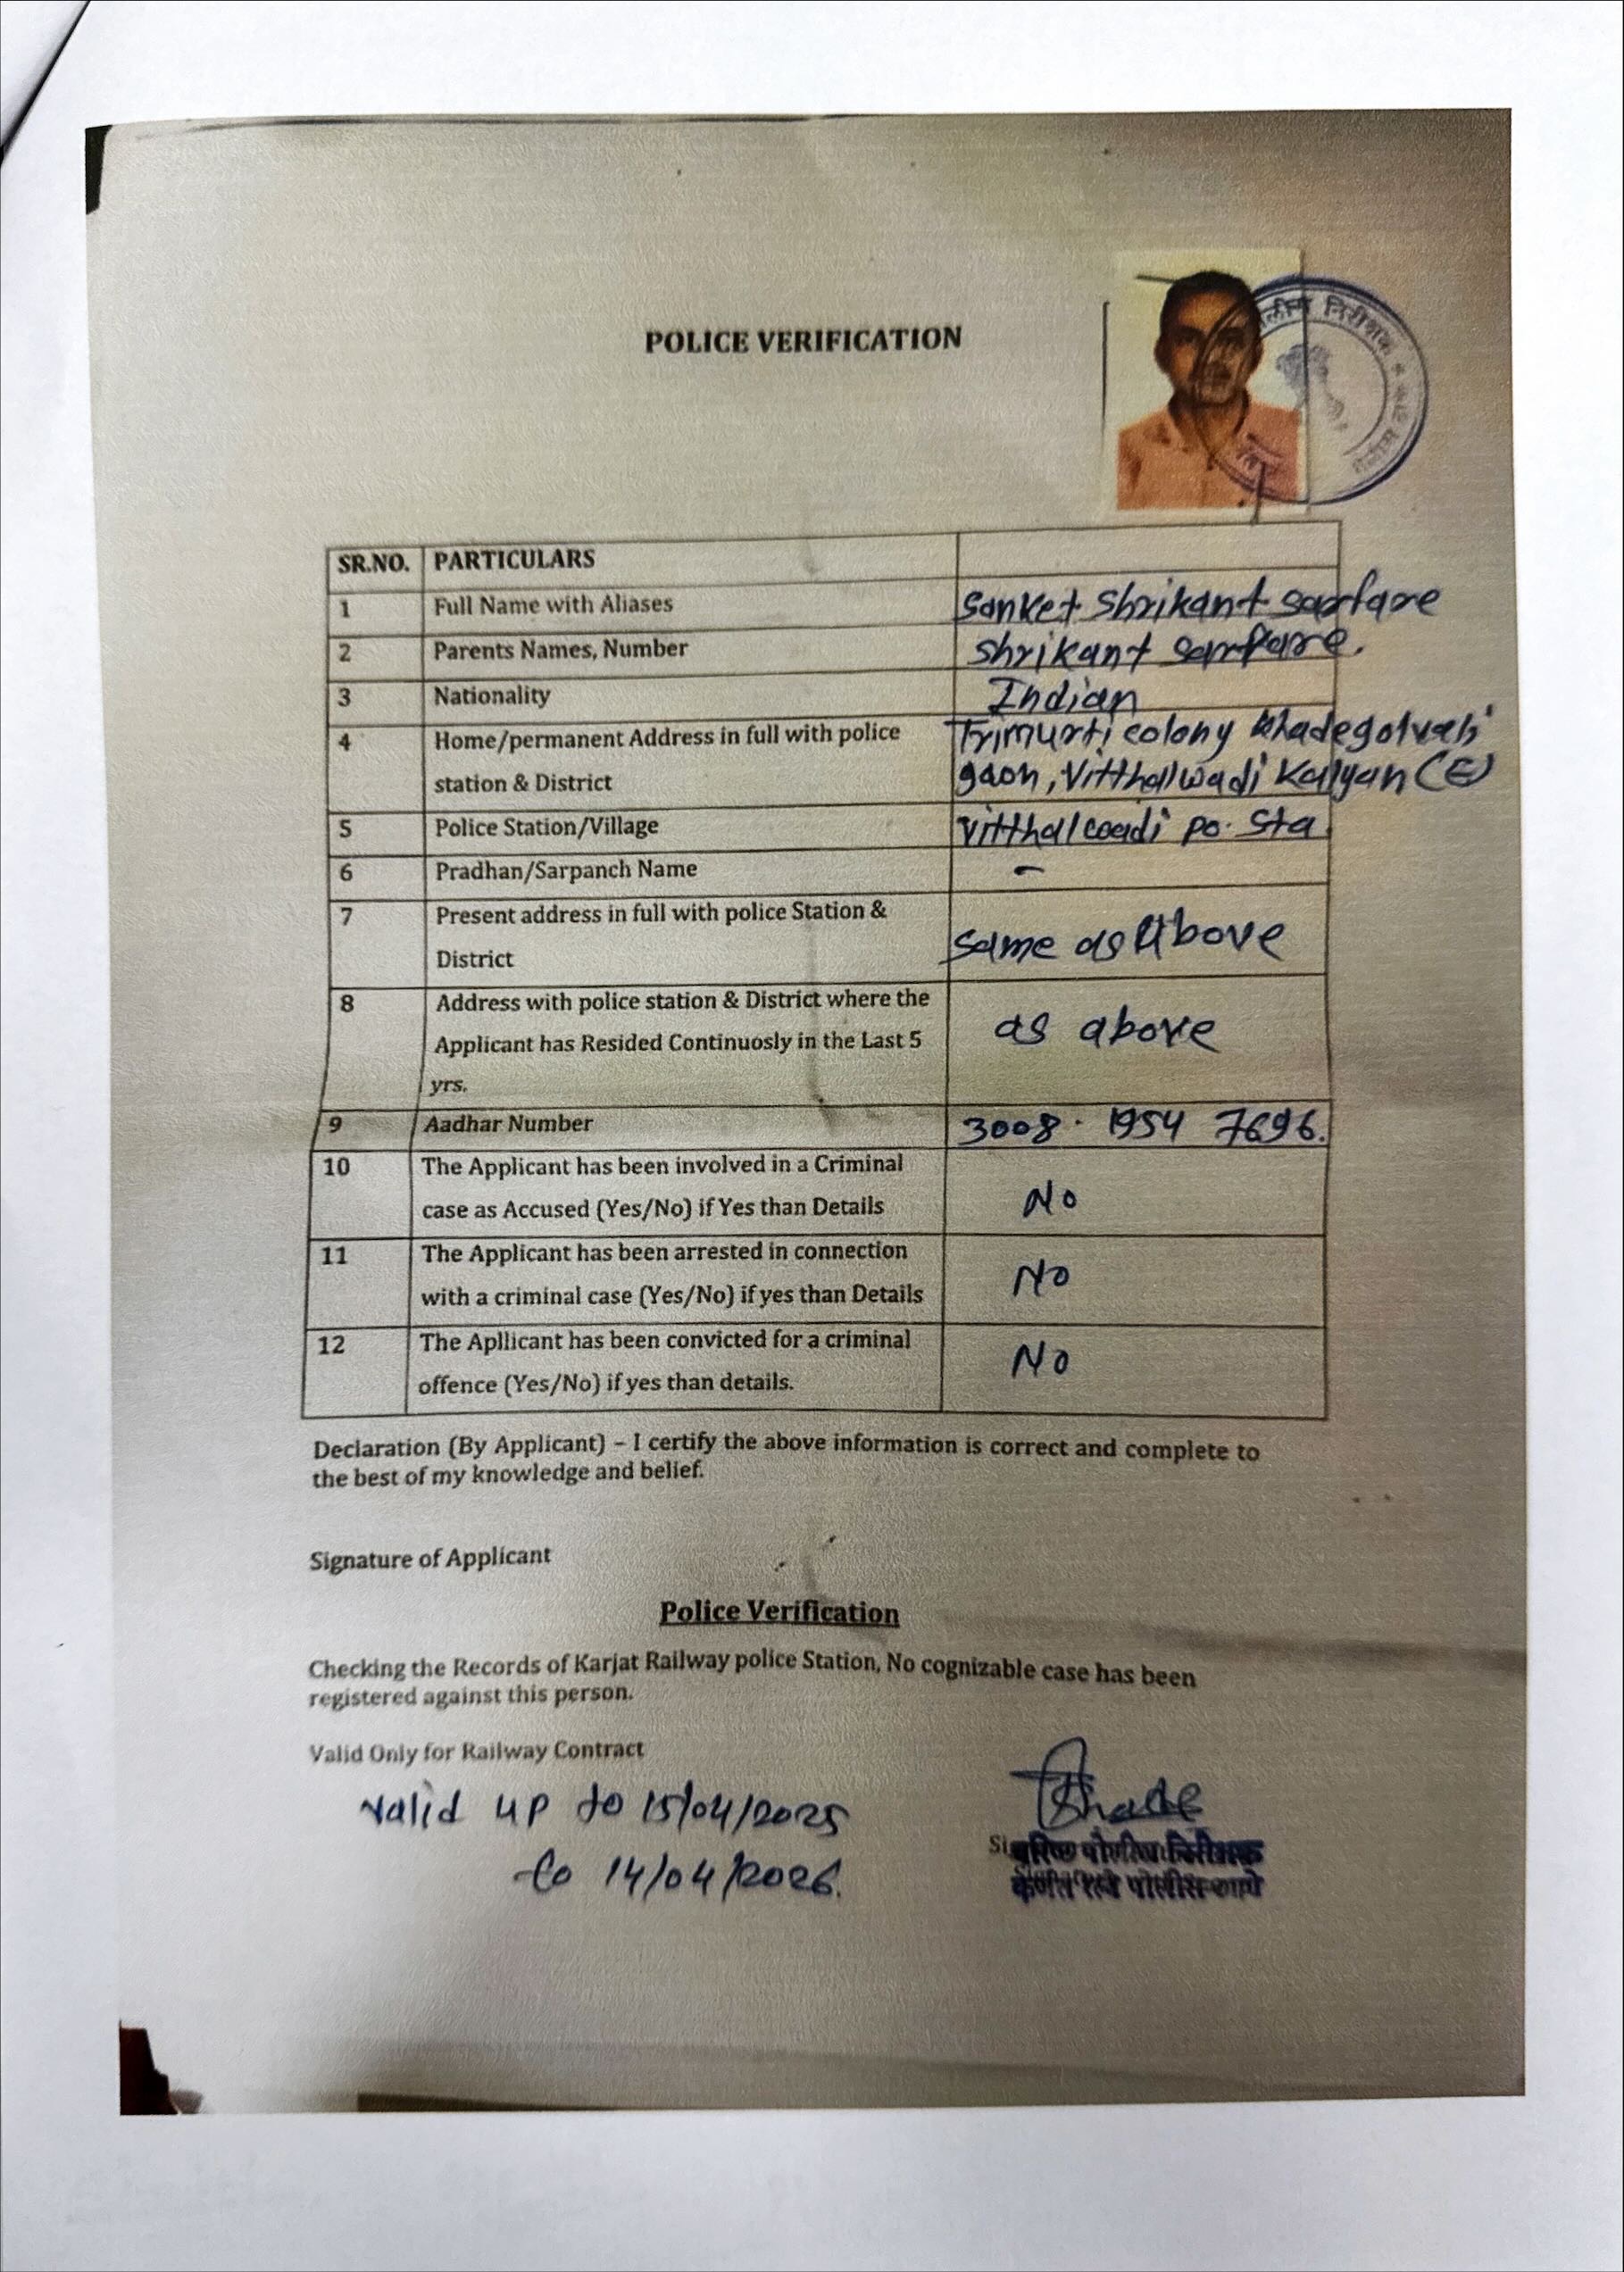 POLICE VERIFICATION
पोलीस निरीक्षक
SR.NO. PARTICULARS
1 Full Name with Aliases Sanket Shrikant Sarfare
2 Parents Names, Number Shrikant Sarfare.
3 Nationality Indian
4 Home/permanent Address in full with police Trimurti colony Khadegolvali
station & District gaon, Vitthalwadi Kalyan (E)
5 Police Station/Village Vitthalwadi po. sta
6 Pradhan/Sarpanch Name -
7 Present address in full with police Station &
District same as Above
8 Address with police station & District where the
Applicant has Resided Continuosly in the Last 5 as above
yrs.
9 Aadhar Number 3008 1954 7696.
10 The Applicant has been involved in a Criminal
case as Accused (Yes/No) if Yes than Details No
11 The Applicant has been arrested in connection
with a criminal case (Yes/No) if yes than Details No
12 The Apllicant has been convicted for a criminal
offence (Yes/No) if yes than details. No
Declaration (By Applicant) – I certify the above information is correct and complete to
the best of my knowledge and belief.
Signature of Applicant
Police Verification
Checking the Records of Karjat Railway police Station, No cognizable case has been
registered against this person.
Valid Only for Railway Contract
valid up to 15/04/2025
to 14/04/2026.
वरिष्ठ पोलीस निरीक्षक
कर्जत रेल्वे पोलीस ठाणे